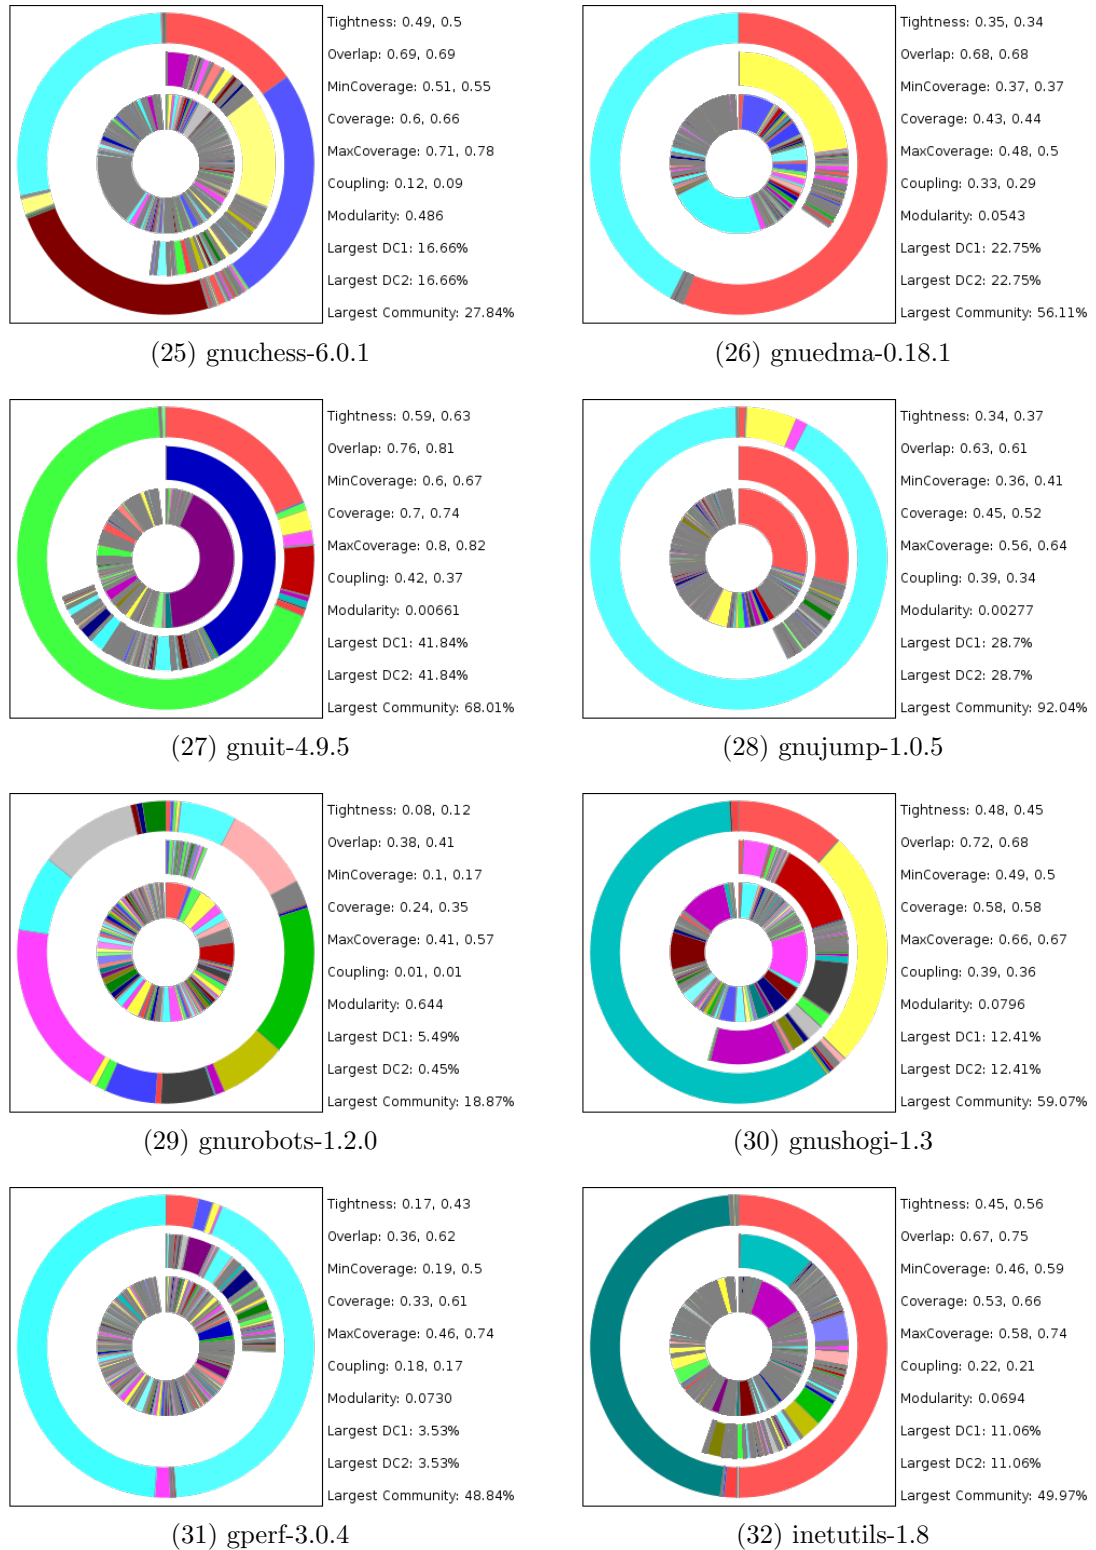 Tightness: 0.49, 0.5
Overlap: 0.69, 0.69
MinCoverage: 0.51, 0.55
Coverage: 0.6, 0.66
MaxCoverage: 0.71, 0.78
Coupling: 0.12, 0.09
Modularity: 0.486
Largest DC1: 16.66%
Largest DC2: 16.66%
Largest Community: 27.84%
(25) gnuchess-6.0.1
Tightness: 0.35, 0.34
Overlap: 0.68, 0.68
MinCoverage: 0.37, 0.37
Coverage: 0.43, 0.44
MaxCoverage: 0.48, 0.5
Coupling: 0.33, 0.29
Modularity: 0.0543
Largest DC1: 22.75%
Largest DC2: 22.75%
Largest Community: 56.11%
(26) gnuedma-0.18.1
Tightness: 0.59, 0.63
Overlap: 0.76, 0.81
MinCoverage: 0.6, 0.67
Coverage: 0.7, 0.74
MaxCoverage: 0.8, 0.82
Coupling: 0.42, 0.37
Modularity: 0.00661
Largest DC1: 41.84%
Largest DC2: 41.84%
Largest Community: 68.01%
(27) gnuit-4.9.5
Tightness: 0.34, 0.37
Overlap: 0.63, 0.61
MinCoverage: 0.36, 0.41
Coverage: 0.45, 0.52
MaxCoverage: 0.56, 0.64
Coupling: 0.39, 0.34
Modularity: 0.00277
Largest DC1: 28.7%
Largest DC2: 28.7%
Largest Community: 92.04%
(28) gnujump-1.0.5
Tightness: 0.08, 0.12
Overlap: 0.38, 0.41
MinCoverage: 0.1, 0.17
Coverage: 0.24, 0.35
MaxCoverage: 0.41, 0.57
Coupling: 0.01, 0.01
Modularity: 0.644
Largest DC1: 5.49%
Largest DC2: 0.45%
Largest Community: 18.87%
(29) gnurobots-1.2.0
Tightness: 0.48, 0.45
Overlap: 0.72, 0.68
MinCoverage: 0.49, 0.5
Coverage: 0.58, 0.58
MaxCoverage: 0.66, 0.67
Coupling: 0.39, 0.36
Modularity: 0.0796
Largest DC1: 12.41%
Largest DC2: 12.41%
Largest Community: 59.07%
(30) gnushogi-1.3
Tightness: 0.17, 0.43
Overlap: 0.36, 0.62
MinCoverage: 0.19, 0.5
Coverage: 0.33, 0.61
MaxCoverage: 0.46, 0.74
Coupling: 0.18, 0.17
Modularity: 0.0730
Largest DC1: 3.53%
Largest DC2: 3.53%
Largest Community: 48.84%
(31) gperf-3.0.4
Tightness: 0.45, 0.56
Overlap: 0.67, 0.75
MinCoverage: 0.46, 0.59
Coverage: 0.53, 0.66
MaxCoverage: 0.58, 0.74
Coupling: 0.22, 0.21
Modularity: 0.0694
Largest DC1: 11.06%
Largest DC2: 11.06%
Largest Community: 49.97%
(32) inetutils-1.8